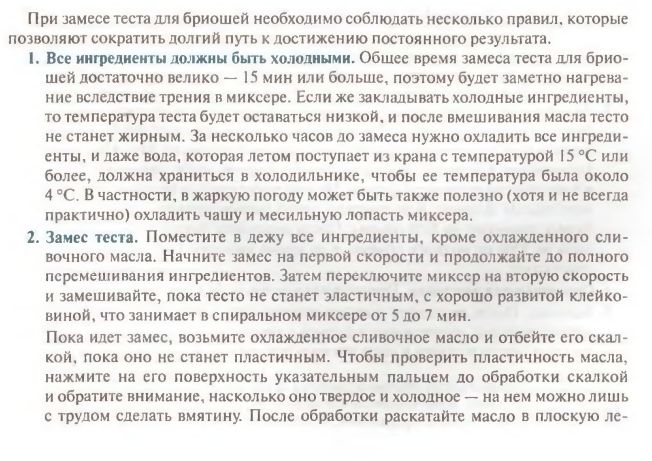 При замесе теста для бриошей необходимо соблюдать несколько правил, которые
позволяют сократить долгий путь к достижению постоянного результата.
1. Все ингредиенты должны быть холодными. Общее время замеса теста для брио-
шей достаточно велико — 15 мин или больше, поэтому будет заметно нагрева-
ние вследствие трения в миксере. Если же закладывать холодные ингредиенты,
то температура теста будет оставаться низкой, и после вмешивания масла тесто
не станет жирным. За несколько часов до замеса нужно охладить все ингреди-
енты, и даже вода, которая летом поступает из крана с температурой 15 °C или
более, должна храниться в холодильнике, чтобы ее температура была около
4 °C. В частности, в жаркую погоду может быть также полезно (хотя и не всегда
практично) охладить чашу и месильную лопасть миксера.
2. Замес теста. Поместите в дежу все ингредиенты, кроме охлажденного сли-
вочного масла. Начните замес на первой скорости и продолжайте до полного
перемешивания ингредиентов. Затем переключите миксер на вторую скорость
и замешивайте, пока тесто не станет эластичным, с хорошо развитой клейко-
виной, что занимает в спиральном миксере от 5 до 7 мин.
Пока идет замес, возьмите охлажденное сливочное масло и отбейте его скал-
кой, пока оно не станет пластичным. Чтобы проверить пластичность масла,
нажмите на его поверхность указательным пальцем до обработки скалкой
и обратите внимание, насколько оно твердое и холодное — на нем можно лишь
с трудом сделать вмятину. После обработки раскатайте масло в плоскую ле-